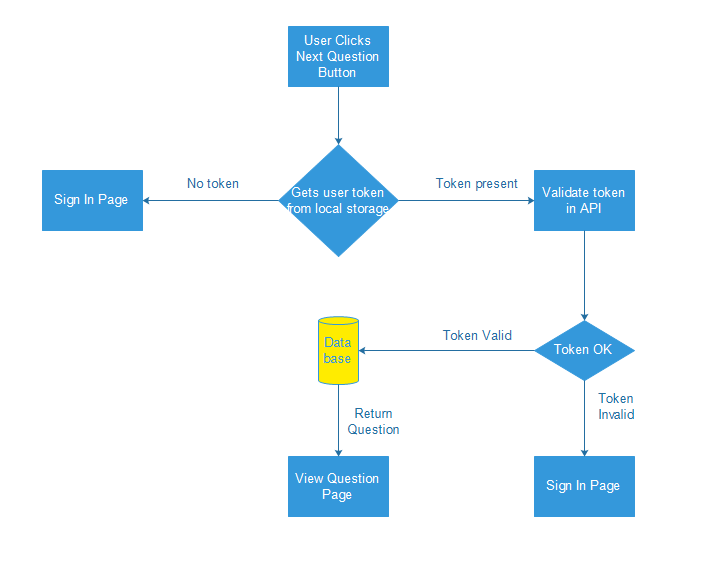 User Clicks
Next Question
Button
No token
Gets user token
from local storage
Token present
Sign In Page
Validate token
in API
Data
base
Token Valid
Token OK
Return
Question
Token
Invalid
View Question
Page
Sign In Page